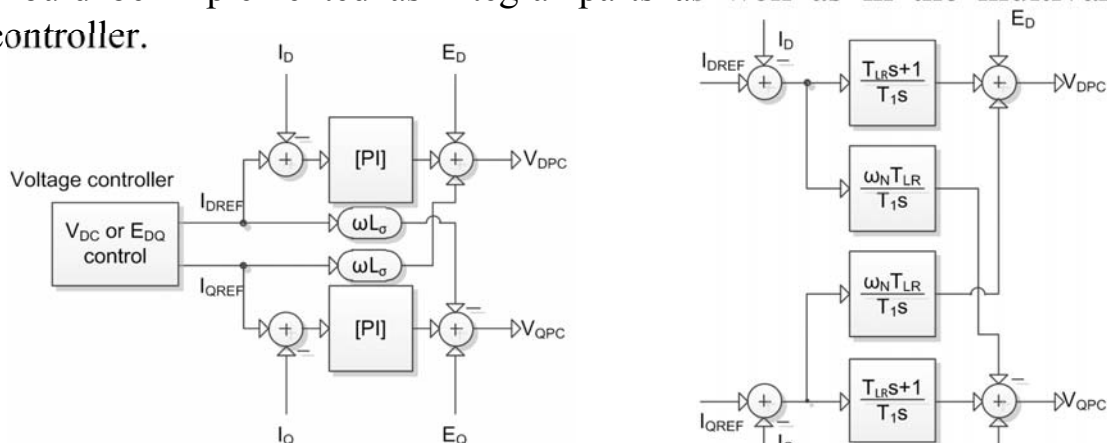 controller.
I_D
E_D
[PI]
V_DPC
Voltage controller
I_DREF
V_DC or E_DQ
control
ωL_σ
ωL_σ
I_QREF
[PI]
V_QPC
I_Q
E_Q
E_D
I_D
I_DREF
T_LRs+1
T_1s
V_DPC
ω_NT_LR
T_1s
ω_NT_LR
T_1s
T_LRs+1
T_1s
V_QPC
I_QREF